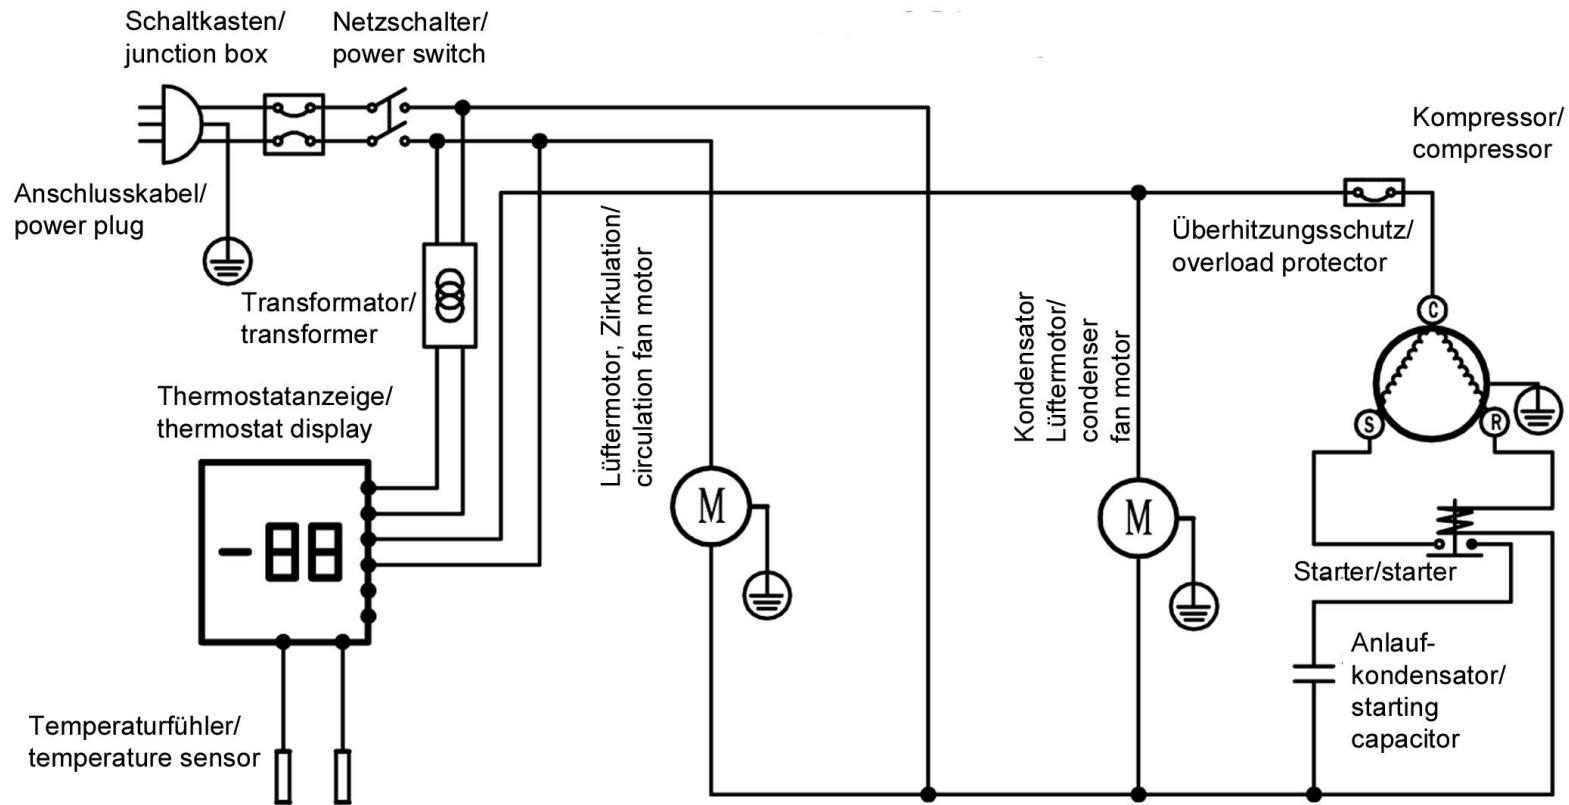 Schaltkasten/
junction box
Netzschalter/
power switch
Kompressor/
compressor
Anschlusskabel/
power plug
Überhitzungsschutz/
overload protector
Transformator/
transformer
Lüftermotor, Zirkulation/
circulation fan motor
Kondensator
Lüftermotor/
condenser
fan motor
C
Thermostatanzeige/
thermostat display
S
R
M
M
-88
Starter/starter
Anlauf-
kondensator/
starting
capacitor
Temperaturfühler/
temperature sensor